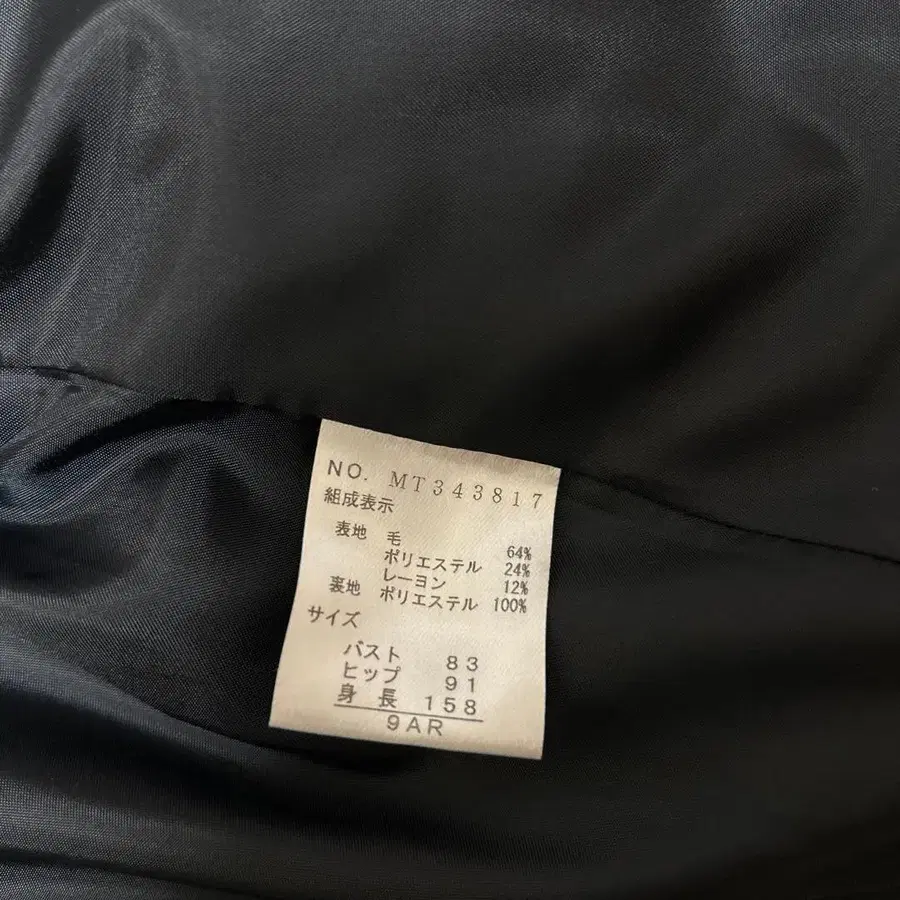 NO. MT343817
組成表示
表地 毛 64%
ポリエステル 24%
レーヨン 12%
裏地 ポリエステル 100%
サイズ
バスト 83
ヒップ 91
身長 158
9AR